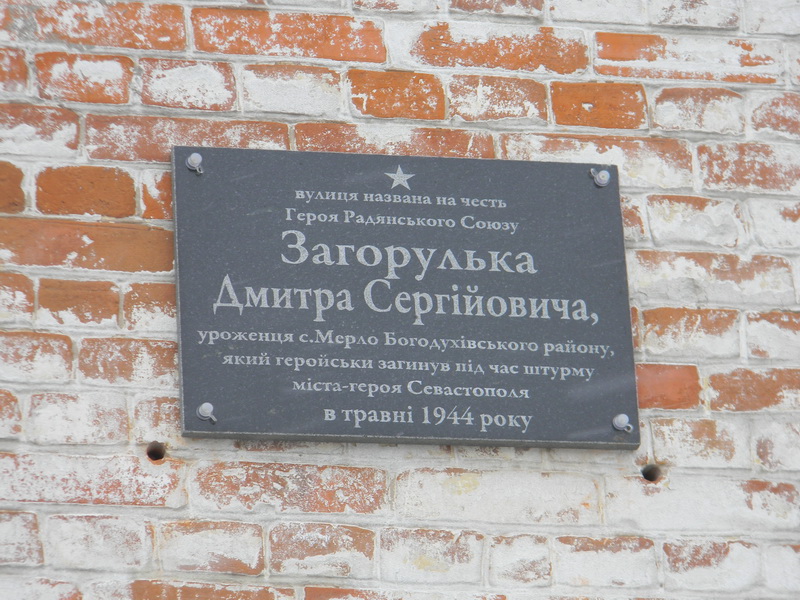 вулиця названа на честь
Героя Радянського Союзу
Загорулька
Дмитра Сергійовича,
уроженця с.Мерло Богодухівського району,
який геройськи загинув під час штурму
міста-героя Севастополя
в травні 1944 року